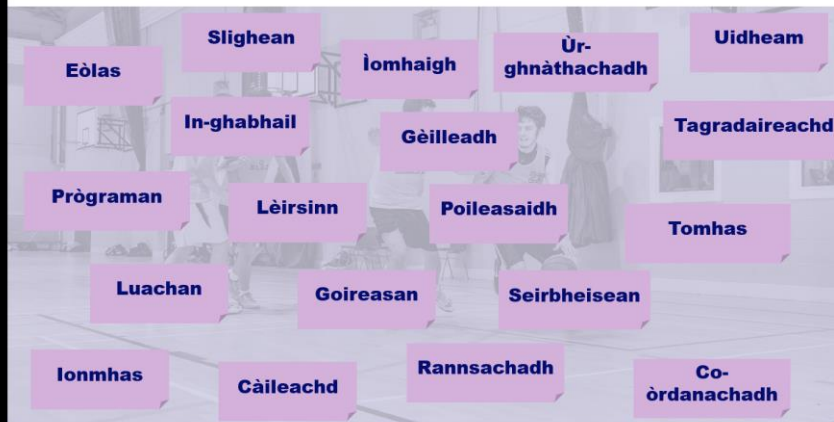 Slighean
Ìomhaigh
Ùr-
ghnàthachadh
Uidheam
Eòlas
In-ghabhail
Gèilleadh
Tagradaireachd
Prògraman
Lèirsinn
Poileasaidh
Tomhas
Luachan
Goireasan
Seirbheisean
Ionmhas
Càileachd
Rannsachadh
Co-
òrdanachadh